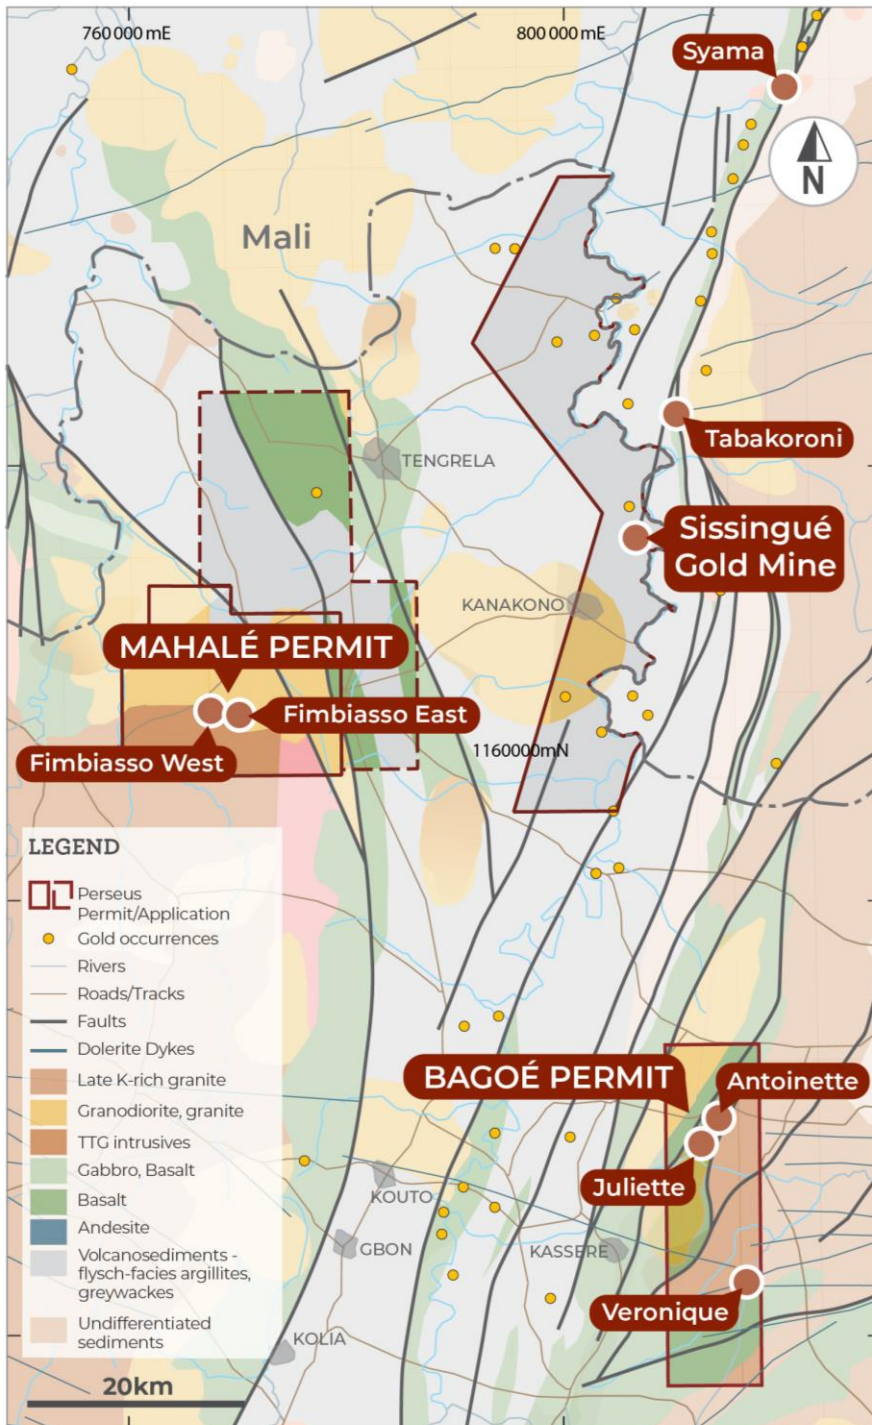 760 000 mE
800 000 mE
Syama
N
Mali
Tabakoroni
TENGRELA
Sissingué
Gold Mine
KANAKONO
MAHALÉ PERMIT
Fimbiasso East
Fimbiasso West
1160000mN
LEGEND
Perseus
Permit/Application
Gold occurrences
Rivers
Roads/Tracks
Faults
Dolerite Dykes
Late K-rich granite
Granodiorite, granite
TTG intrusives
Gabbro, Basalt
Basalt
Andesite
Volcanosediments -
flysch-facies argillites,
greywackes
Undifferentiated
sediments
20km
BAGOÉ PERMIT
Antoinette
Juliette
KOUTO
GBON
KASSERE
Veronique
KOLIA